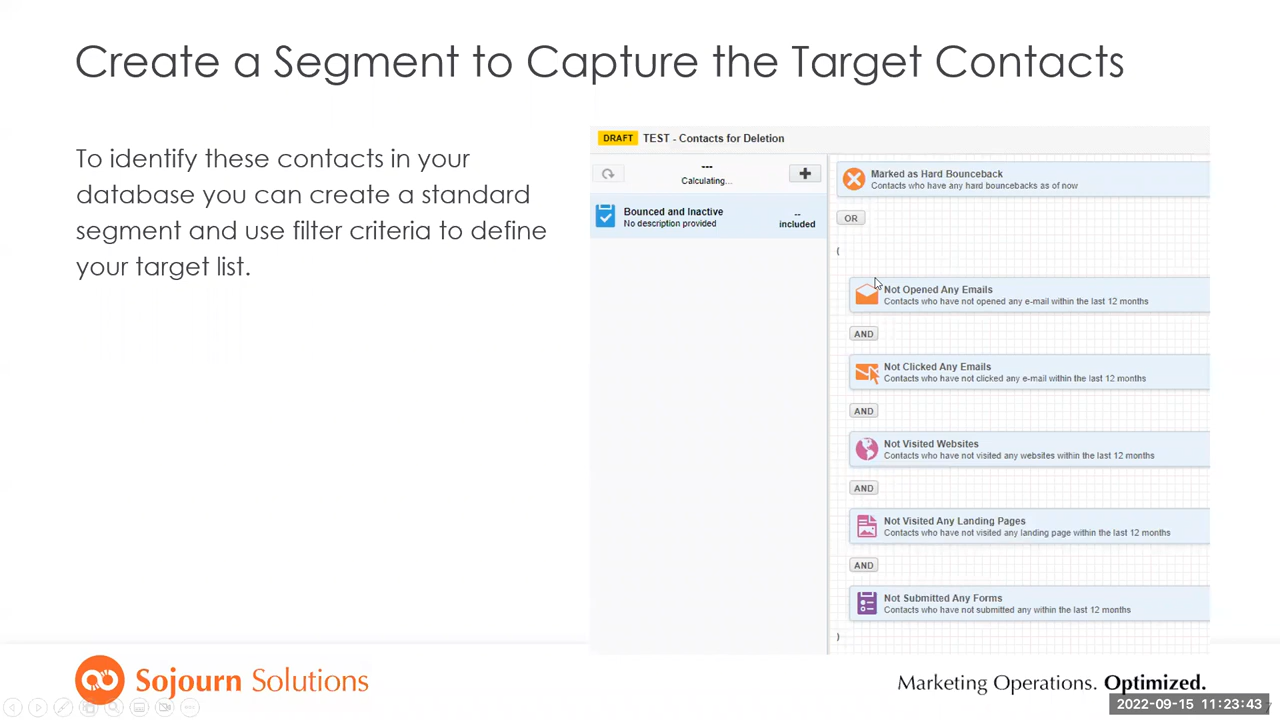 Create a Segment to Capture the Target Contacts
To identify these contacts in your
database you can create a standard
segment and use filter criteria to define
your target list.
DRAFT TEST - Contacts for Deletion
---
Calculating...
Bounced and Inactive
No description provided
--
included
Marked as Hard Bounceback
Contacts who have any hard bouncebacks as of now
OR
(
Not Opened Any Emails
Contacts who have not opened any e-mail within the last 12 months
AND
Not Clicked Any Emails
Contacts who have not clicked any e-mail within the last 12 months
AND
Not Visited Websites
Contacts who have not visited any websites within the last 12 months
AND
Not Visited Any Landing Pages
Contacts who have not visited any landing page within the last 12 months
AND
Not Submitted Any Forms
Contacts who have not submitted any within the last 12 months
)
Sojourn Solutions
Marketing Operations. Optimized.
2022-09-15 11:23:43